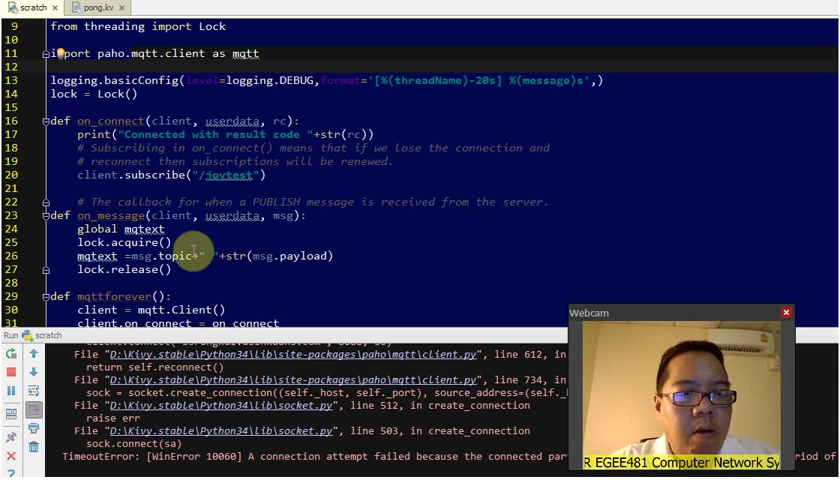 scratch
pong.kv
9 from threading import Lock
10
11 import paho.mqtt.client as mqtt
12
13 logging.basicConfig(level=logging.DEBUG,format='[%(threadName)-20s] %(message)s',)
14 lock = Lock()
15
16 def on_connect(client, userdata, rc):
17 print("Connected with result code "+str(rc))
18 # Subscribing in on_connect() means that if we lose the connection and
19 # reconnect then subscriptions will be renewed.
20 client.subscribe("/joytest")
21
22 # The callback for when a PUBLISH message is received from the server.
23 def on_message(client, userdata, msg):
24 global mqtext
25 lock.acquire()
26 mqtext =msg.topic+" "+str(msg.payload)
27 lock.release()
28
29 def mqttforever():
30 client = mqtt.Client()
31 client.on_connect = on_connect
Webcam
Run scratch
File "D:\Kivy.stable\Python34\lib\site-packages\paho\mqtt\client.py", line 612, in
return self.reconnect()
File "D:\Kivy.stable\Python34\lib\site-packages\paho\mqtt\client.py", line 734, in
sock = socket.create_connection((self._host, self._port), source_address=(self._
File "D:\Kivy.stable\Python34\lib\socket.py", line 512, in create_connection
raise err
File "D:\Kivy.stable\Python34\lib\socket.py", line 503, in create_connection
sock.connect(sa)
TimeoutError: [WinError 10060] A connection attempt failed because the connected par
riod of
R EGEE481 Computer Network Sy